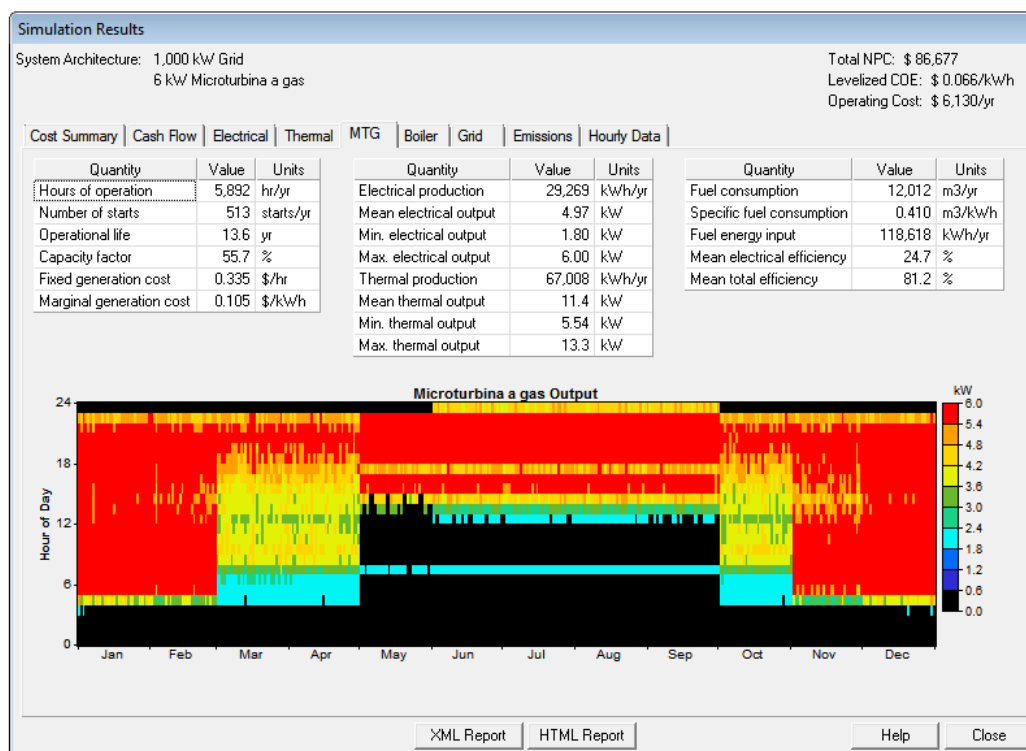 Simulation Results
System Architecture: 1,000 kW Grid
6 kW Microturbina a gas
Total NPC: $ 86,677
Levelized COE: $ 0.066/kWh
Operating Cost: $ 6,130/yr
Cost Summary Cash Flow Electrical Thermal MTG Boiler Grid Emissions Hourly Data
Quantity Value Units
Hours of operation 5,892 hr/yr
Number of starts 513 starts/yr
Operational life 13.6 yr
Capacity factor 55.7 %
Fixed generation cost 0.335 $/hr
Marginal generation cost 0.105 $/kWh
Quantity Value Units
Electrical production 29,269 kWh/yr
Mean electrical output 4.97 kW
Min. electrical output 1.80 kW
Max. electrical output 6.00 kW
Thermal production 67,008 kWh/yr
Mean thermal output 11.4 kW
Min. thermal output 5.54 kW
Max. thermal output 13.3 kW
Quantity Value Units
Fuel consumption 12,012 m3/yr
Specific fuel consumption 0.410 m3/kWh
Fuel energy input 118,618 kWh/yr
Mean electrical efficiency 24.7 %
Mean total efficiency 81.2 %
Microturbina a gas Output
Hour of Day
24
18
12
6
0
Jan Feb Mar Apr May Jun Jul Aug Sep Oct Nov Dec
kW
6.0
5.4
4.8
4.2
3.6
3.0
2.4
1.8
1.2
0.6
0.0
XML Report HTML Report Help Close